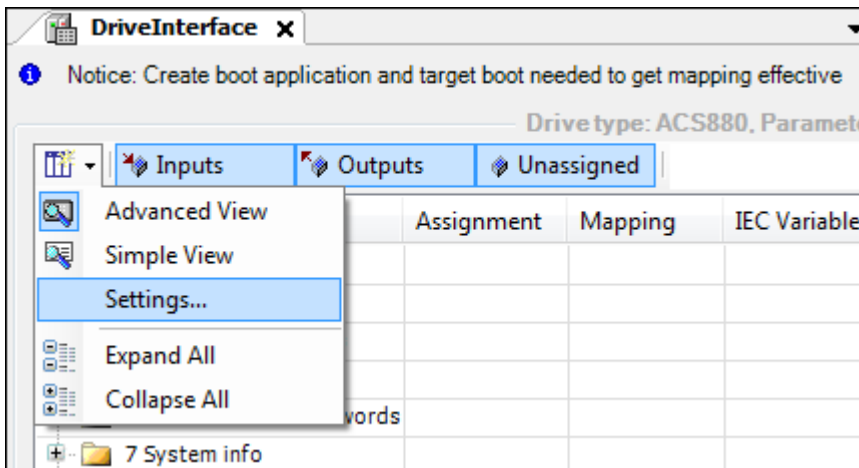 DriveInterface X
Notice: Create boot application and target boot needed to get mapping effective
Drive type: ACS880, Paramet
Inputs Outputs Unassigned
Advanced View
Assignment Mapping IEC Variable
Simple View
Settings...
Expand All
Collapse All
words
7 System info